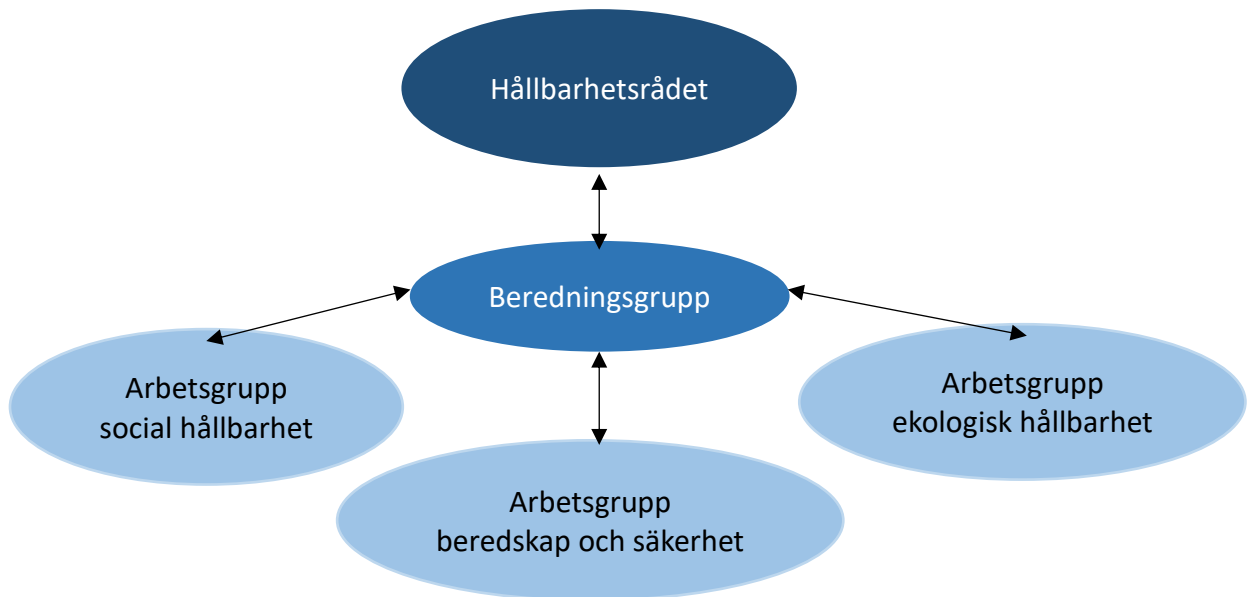 Hållbarhetsrådet
Beredningsgrupp
Arbetsgrupp
social hållbarhet
Arbetsgrupp
ekologisk hållbarhet
Arbetsgrupp
beredskap och säkerhet